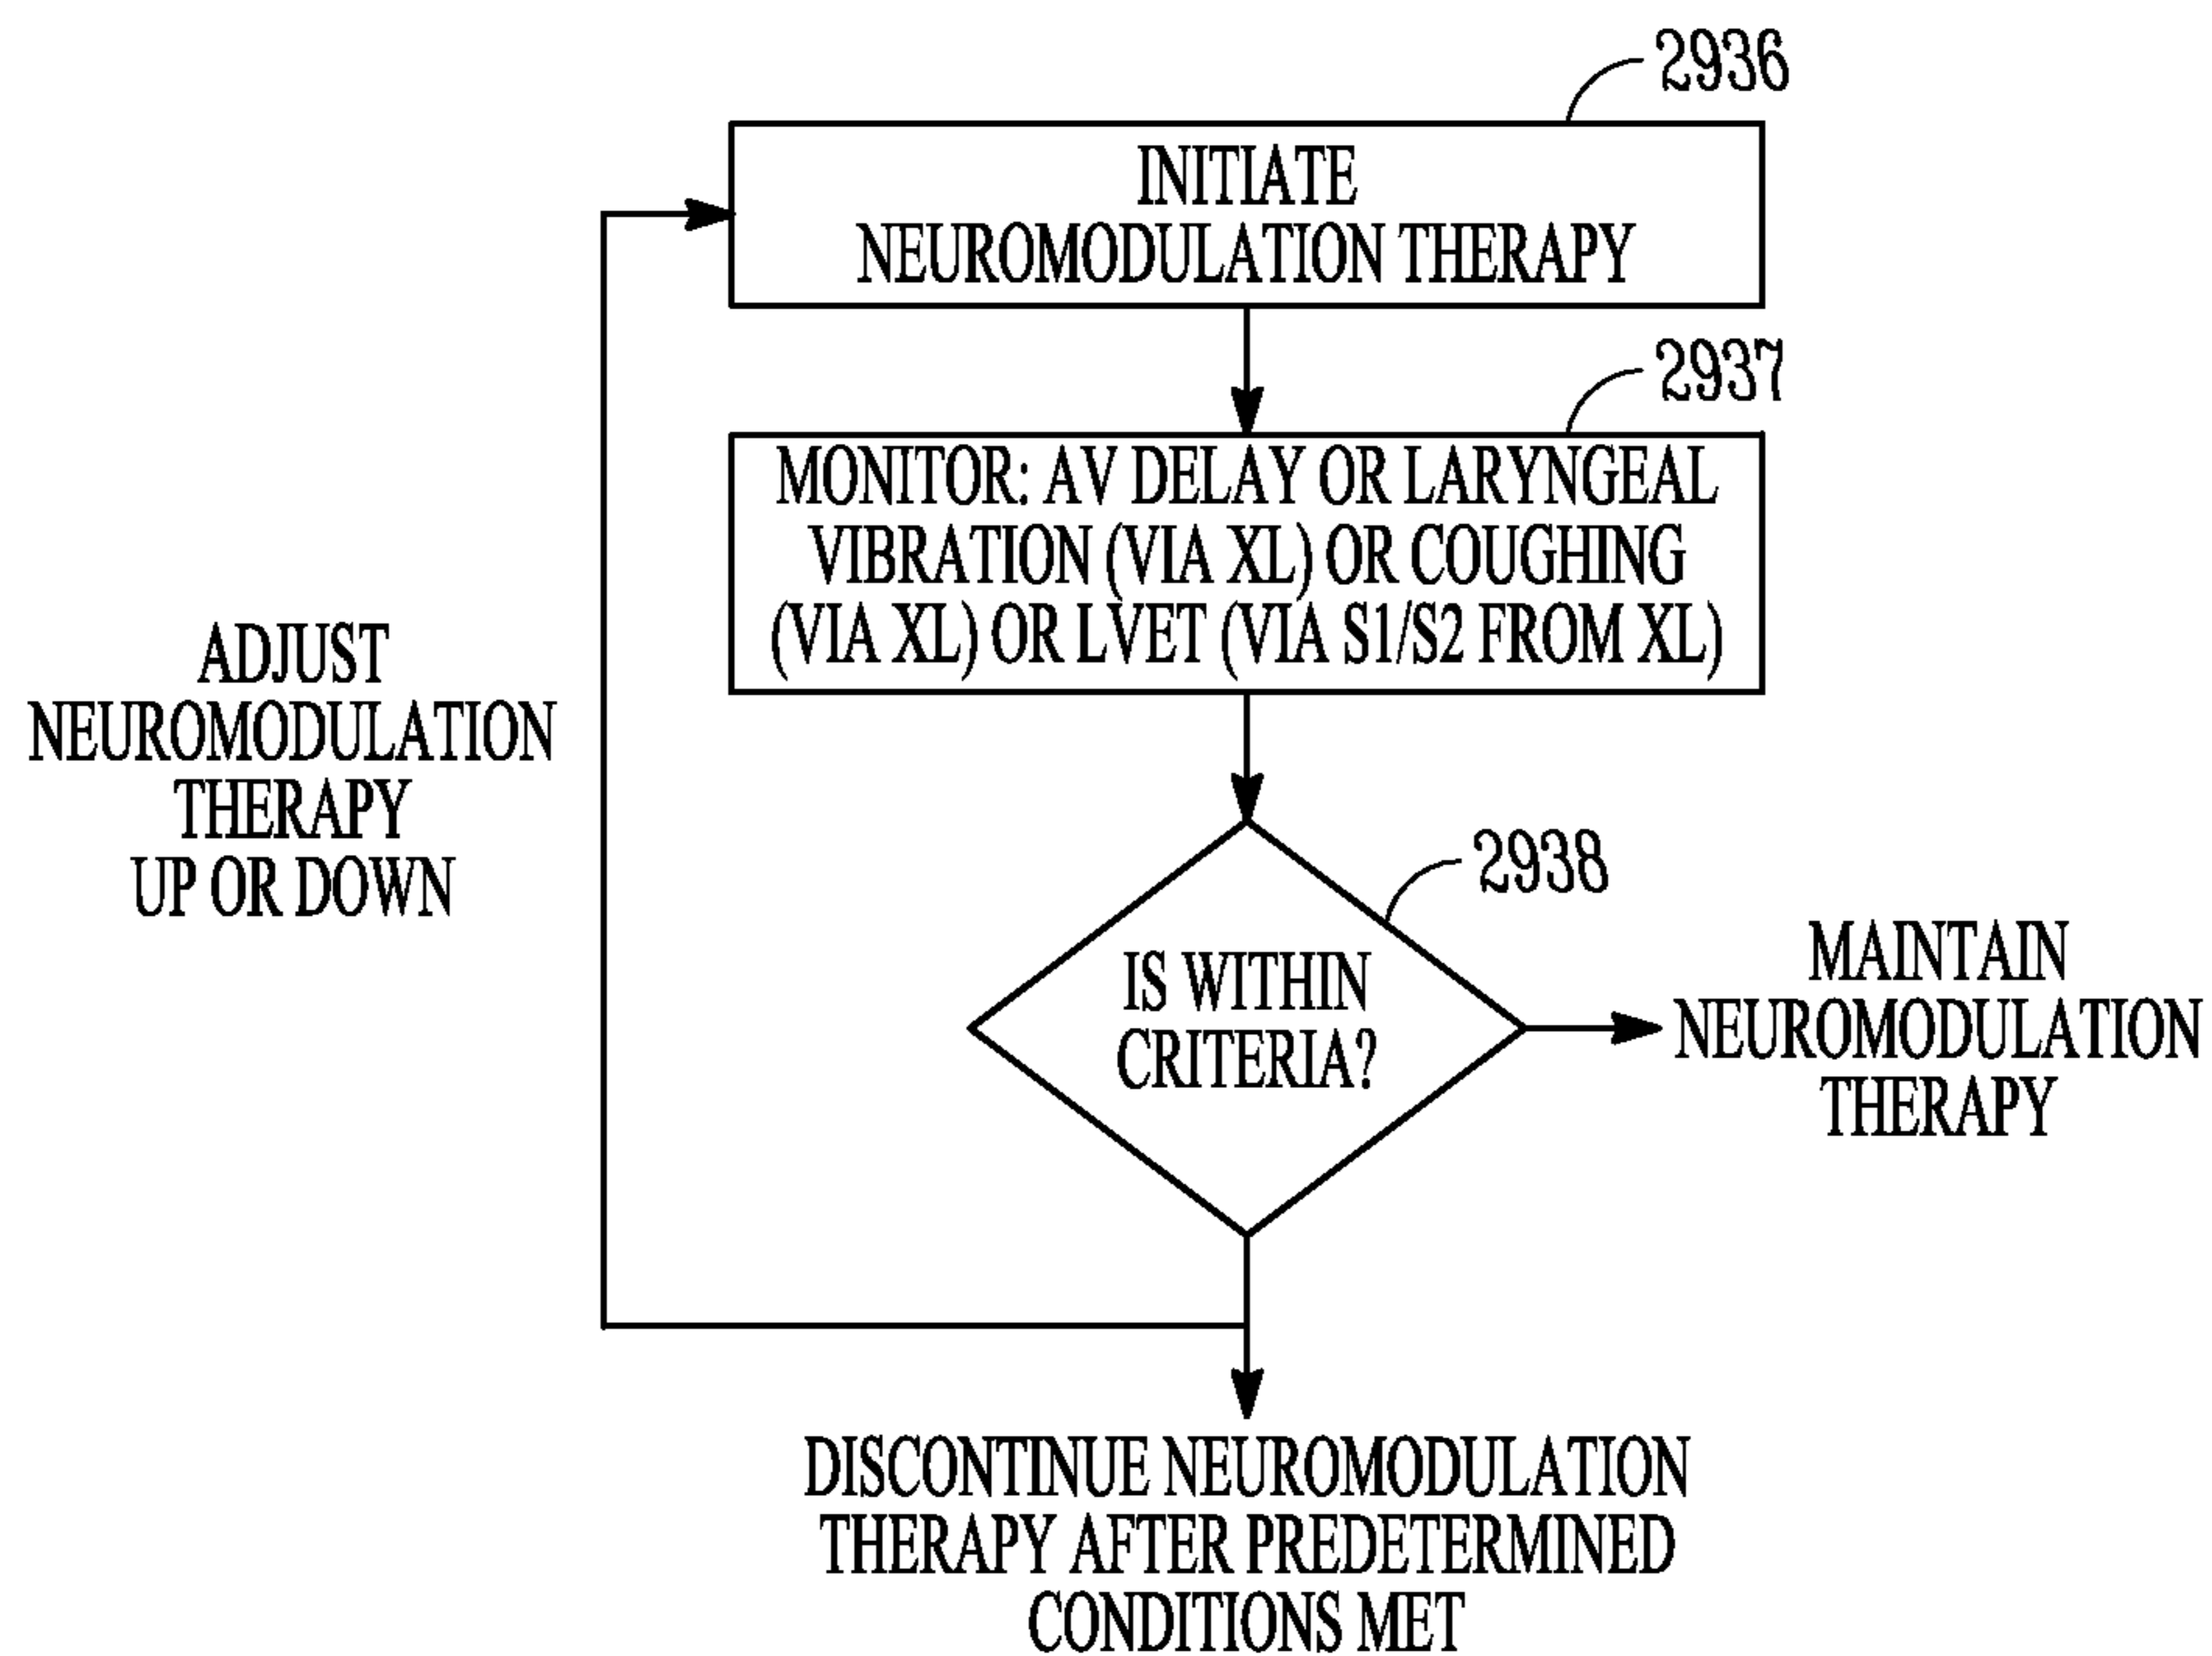 2936
INITIATE
NEUROMODULATION THERAPY
2937
MONITOR: AV DELAY OR LARYNGEAL
VIBRATION (VIA XL) OR COUGHING
(VIA XL) OR LVET (VIA S1/S2 FROM XL)
ADJUST
NEUROMODULATION
THERAPY
UP OR DOWN
2938
IS WITHIN
CRITERIA?
MAINTAIN
NEUROMODULATION
THERAPY
DISCONTINUE NEUROMODULATION
THERAPY AFTER PREDETERMINED
CONDITIONS MET